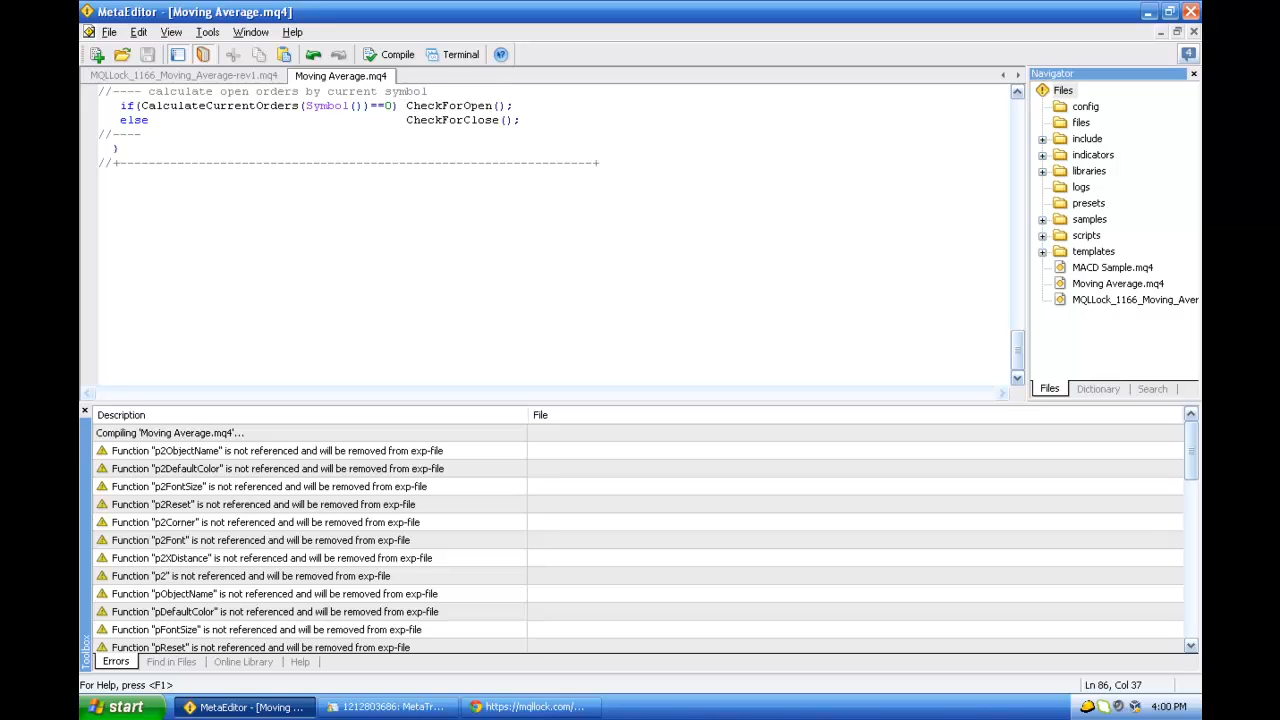 MetaEditor - [Moving Average.mq4]
File Edit View Tools Window Help
Compile Terminal 4
MQLLock_1166_Moving_Average-rev1.mq4 Moving Average.mq4
//---- calculate open orders by current symbol
if(CalculateCurrentOrders(Symbol())==0) CheckForOpen();
else CheckForClose();
//----
}
//+------------------------------------------------------------------+
Navigator
Files
config
files
include
indicators
libraries
logs
presets
samples
scripts
templates
MACD Sample.mq4
Moving Average.mq4
MQLLock_1166_Moving_Aver
Files Dictionary Search
Description File
Compiling 'Moving Average.mq4'...
Function "p2ObjectName" is not referenced and will be removed from exp-file
Function "p2DefaultColor" is not referenced and will be removed from exp-file
Function "p2FontSize" is not referenced and will be removed from exp-file
Function "p2Reset" is not referenced and will be removed from exp-file
Function "p2Corner" is not referenced and will be removed from exp-file
Function "p2Font" is not referenced and will be removed from exp-file
Function "p2XDistance" is not referenced and will be removed from exp-file
Function "p2" is not referenced and will be removed from exp-file
Function "pObjectName" is not referenced and will be removed from exp-file
Function "pDefaultColor" is not referenced and will be removed from exp-file
Function "pFontSize" is not referenced and will be removed from exp-file
Function "pReset" is not referenced and will be removed from exp-file
Toolbox
Errors Find in Files Online Library Help
For Help, press <F1> Ln 86, Col 37
start MetaEditor - [Moving ... 1212803686: MetaTr... https://mqllock.com/... 4:00 PM